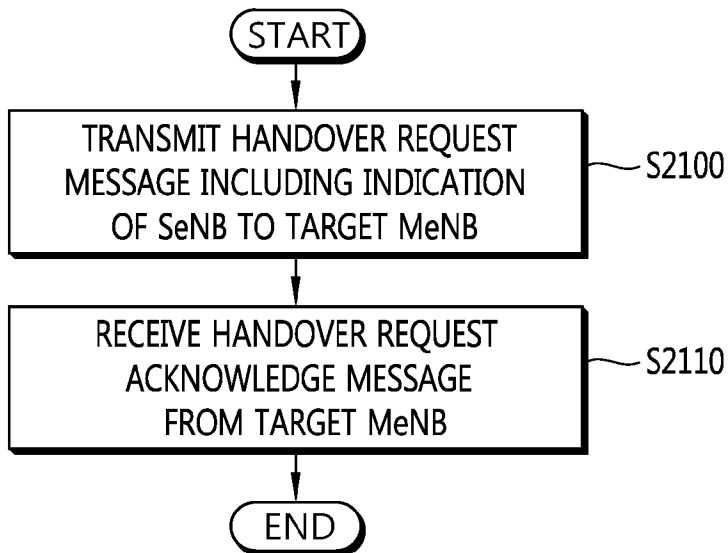 START
TRANSMIT HANDOVER REQUEST
MESSAGE INCLUDING INDICATION
OF SeNB TO TARGET MeNB
S2100
RECEIVE HANDOVER REQUEST
ACKNOWLEDGE MESSAGE
FROM TARGET MeNB
S2110
END